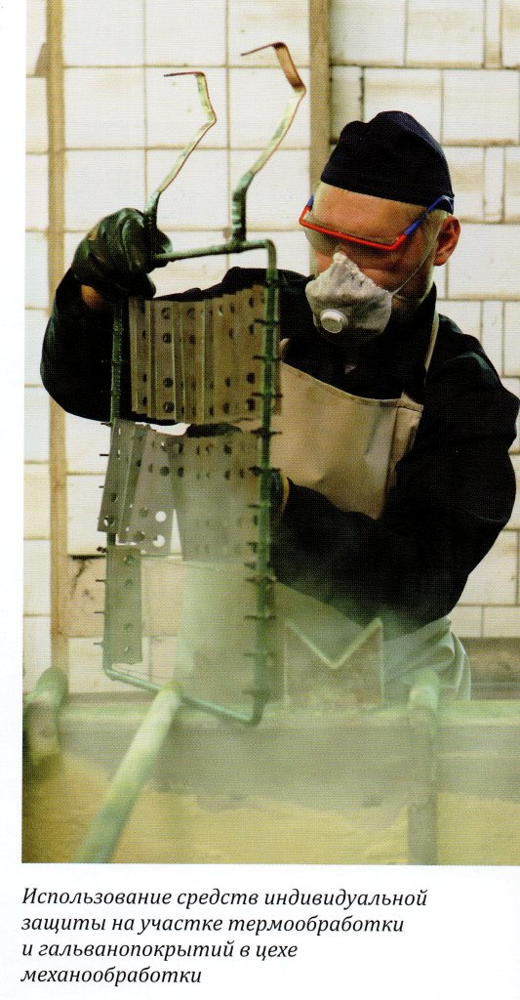 Использование средств индивидуальной
защиты на участке термообработки
и гальванопокрытий в цехе
механообработки